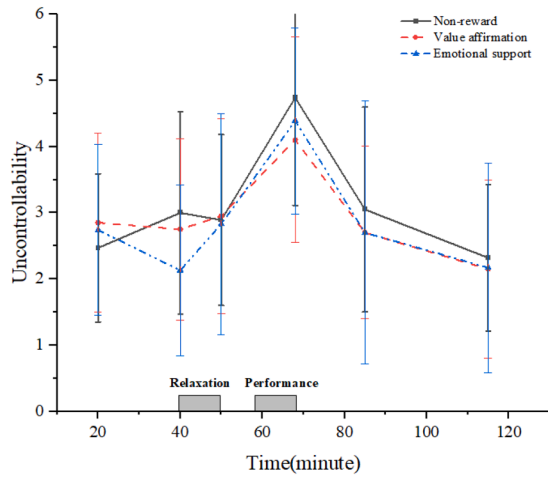 6
Non-reward
Value affirmation
Emotional support
5
4
3
2
1
0
Uncontrollability
Relaxation Performance
20 40 60 80 100 120
Time(minute)